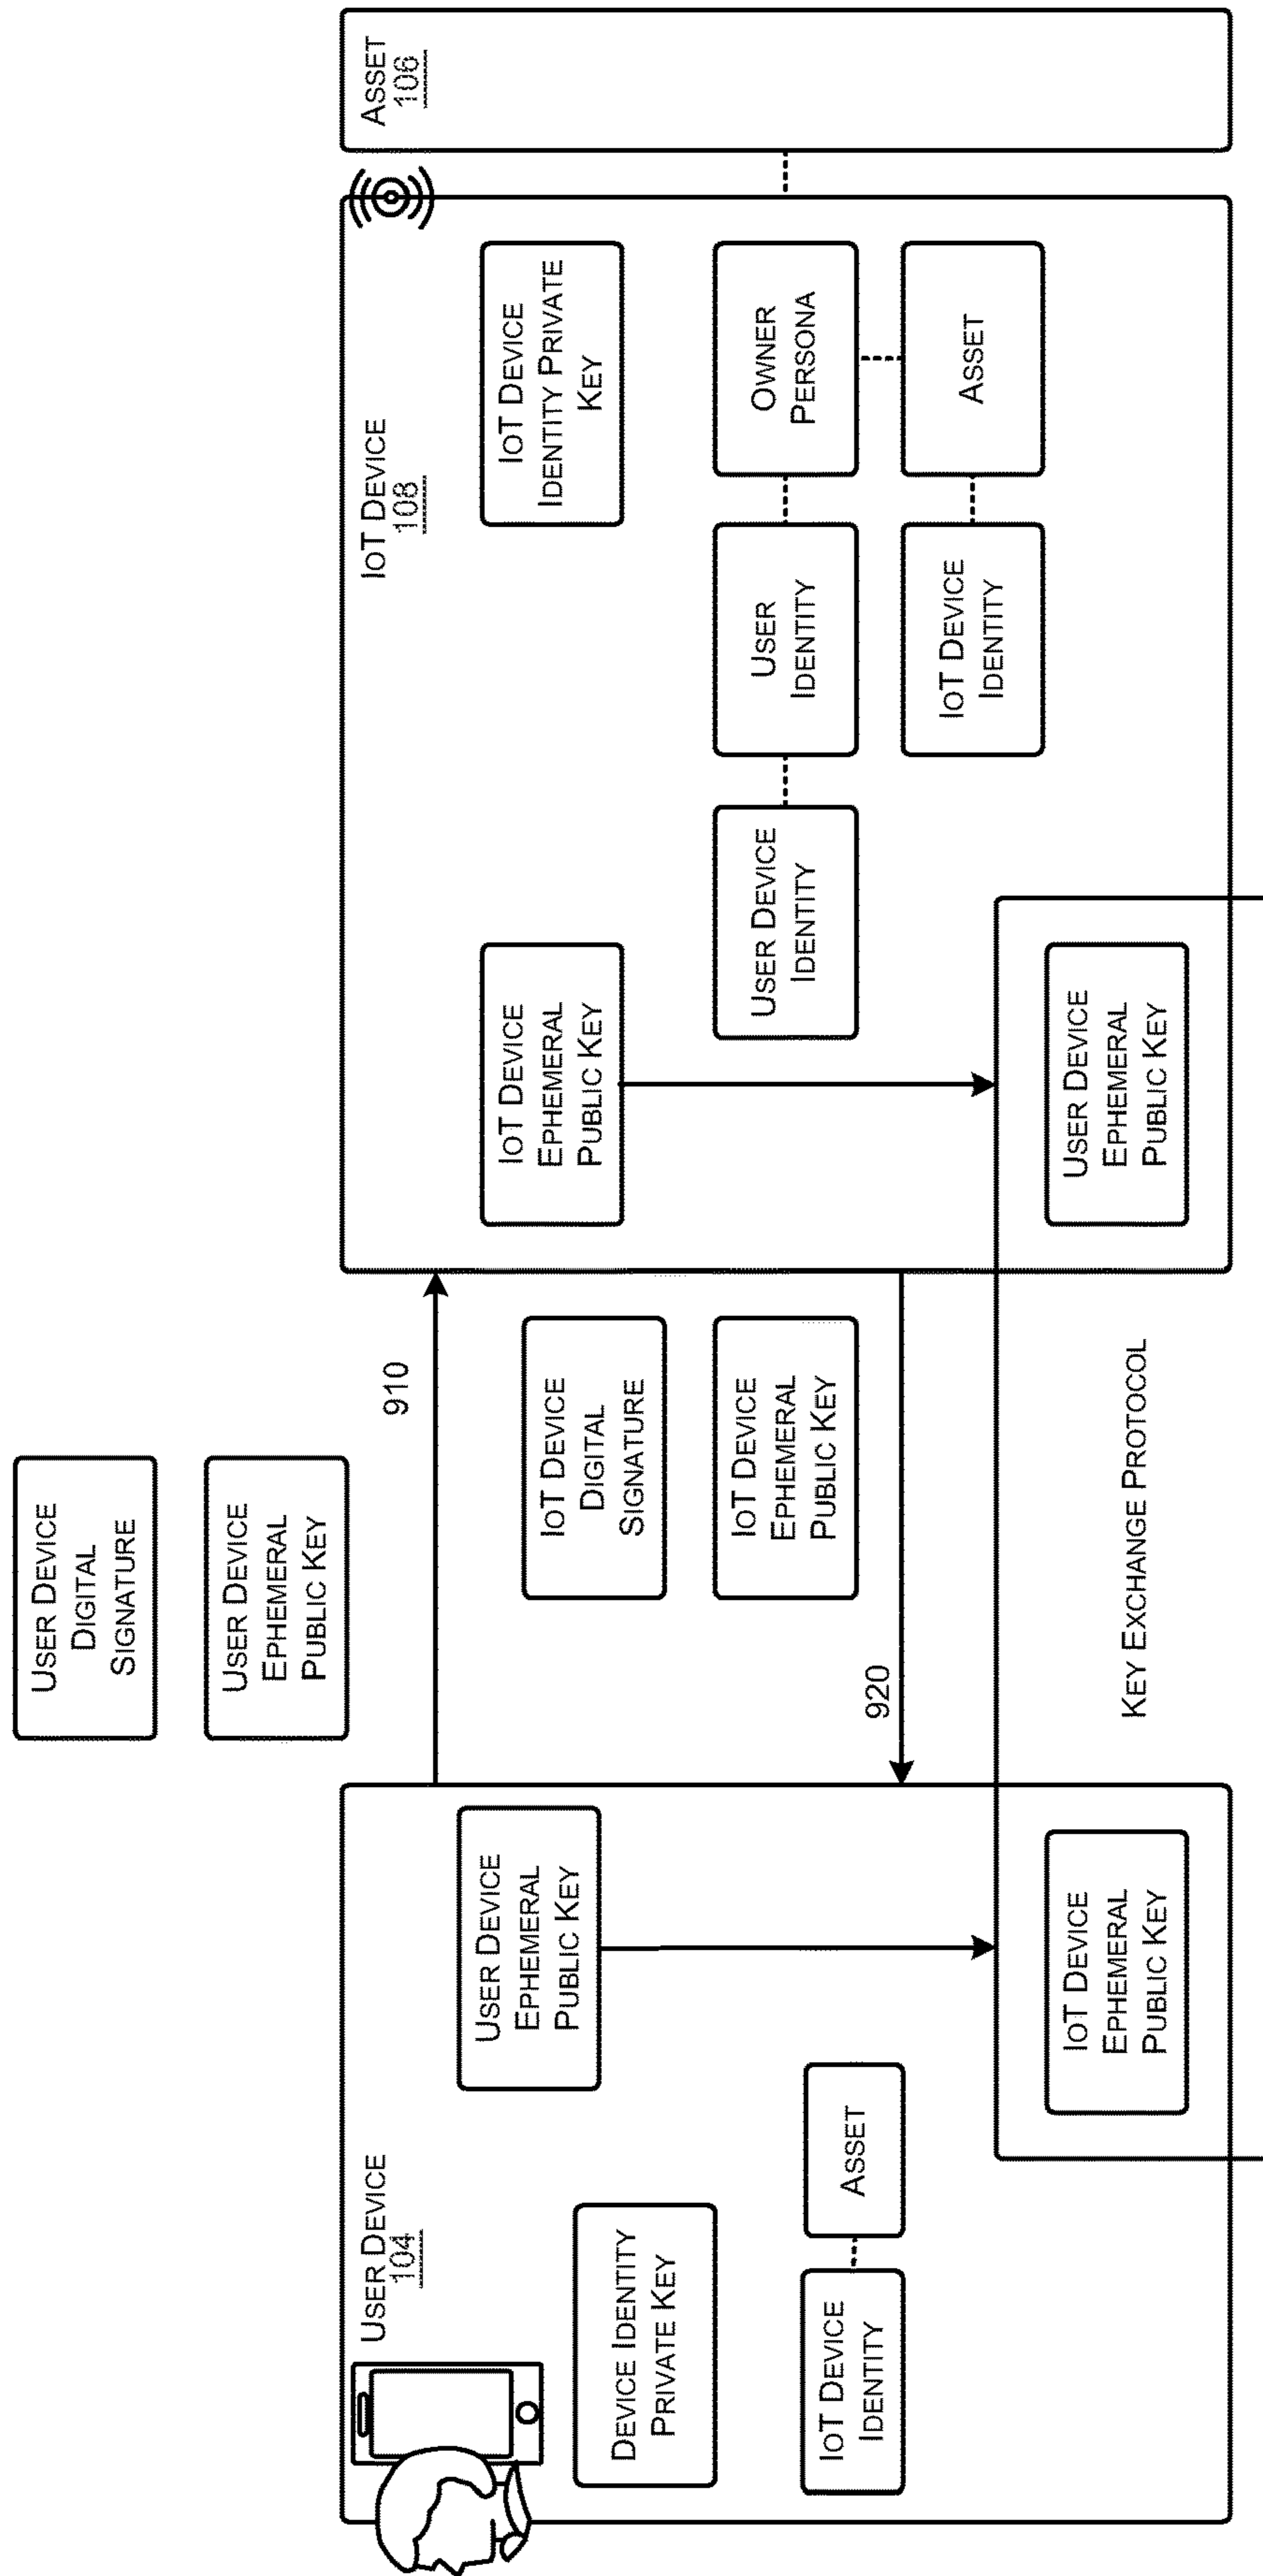 USER DEVICE
104
DEVICE IDENTITY
PRIVATE KEY
IOT DEVICE
IDENTITY
ASSET
USER DEVICE
EPHEMERAL
PUBLIC KEY
IOT DEVICE
EPHEMERAL
PUBLIC KEY
USER DEVICE
DIGITAL
SIGNATURE
USER DEVICE
EPHEMERAL
PUBLIC KEY
910
IOT DEVICE
DIGITAL
SIGNATURE
IOT DEVICE
EPHEMERAL
PUBLIC KEY
920
KEY EXCHANGE PROTOCOL
IOT DEVICE
108
IOT DEVICE
EPHEMERAL
PUBLIC KEY
IOT DEVICE
IDENTITY PRIVATE
KEY
USER DEVICE
IDENTITY
USER
IDENTITY
OWNER
PERSONA
IOT DEVICE
IDENTITY
ASSET
USER DEVICE
EPHEMERAL
PUBLIC KEY
ASSET
106